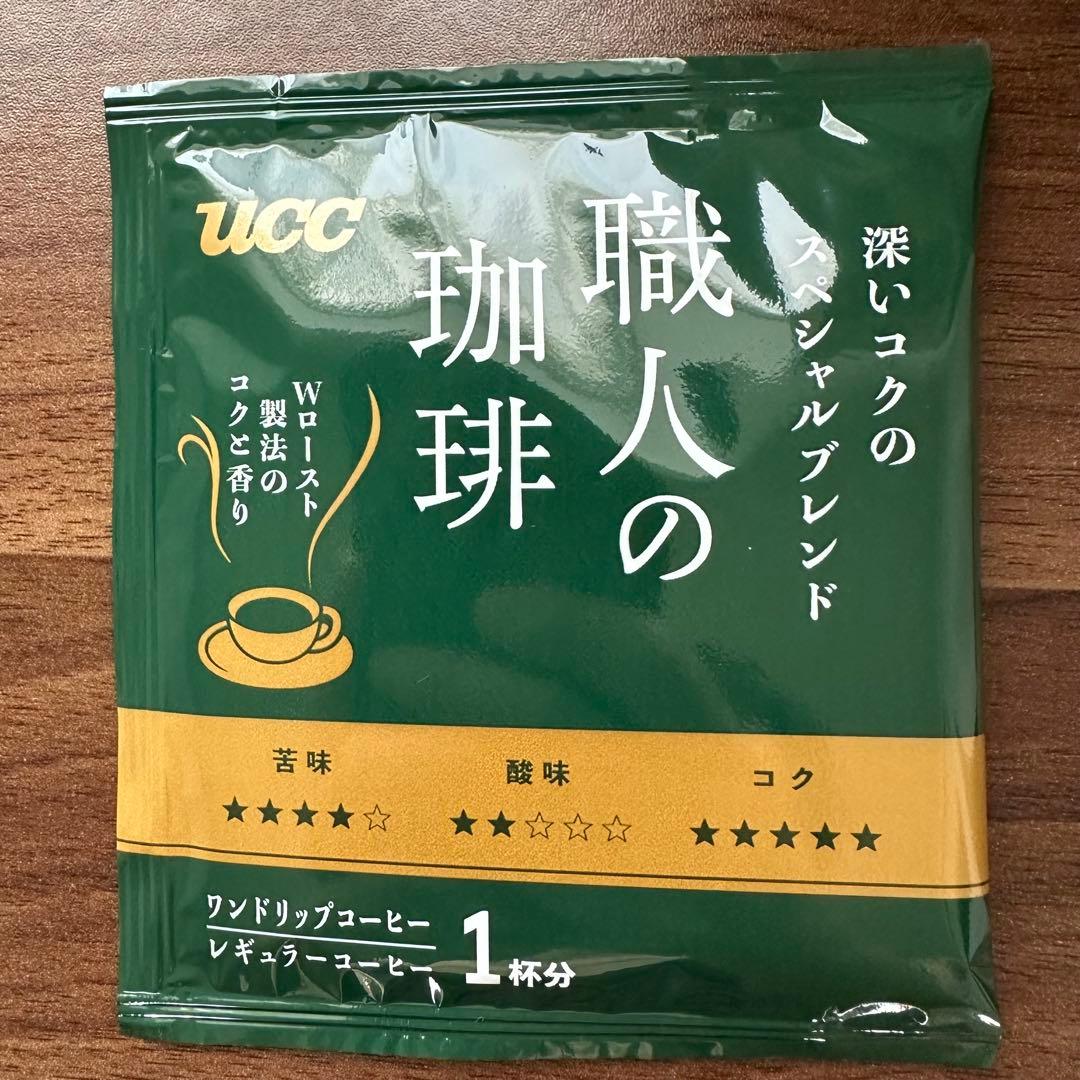 深いコクの
スペシャルブレンド
職人の
珈琲
ucc
Wロースト
製法の
コクと香り
苦味
★★★★☆
酸味
★★☆☆☆
コク
★★★★★
ワンドリップコーヒー
レギュラーコーヒー
1杯分